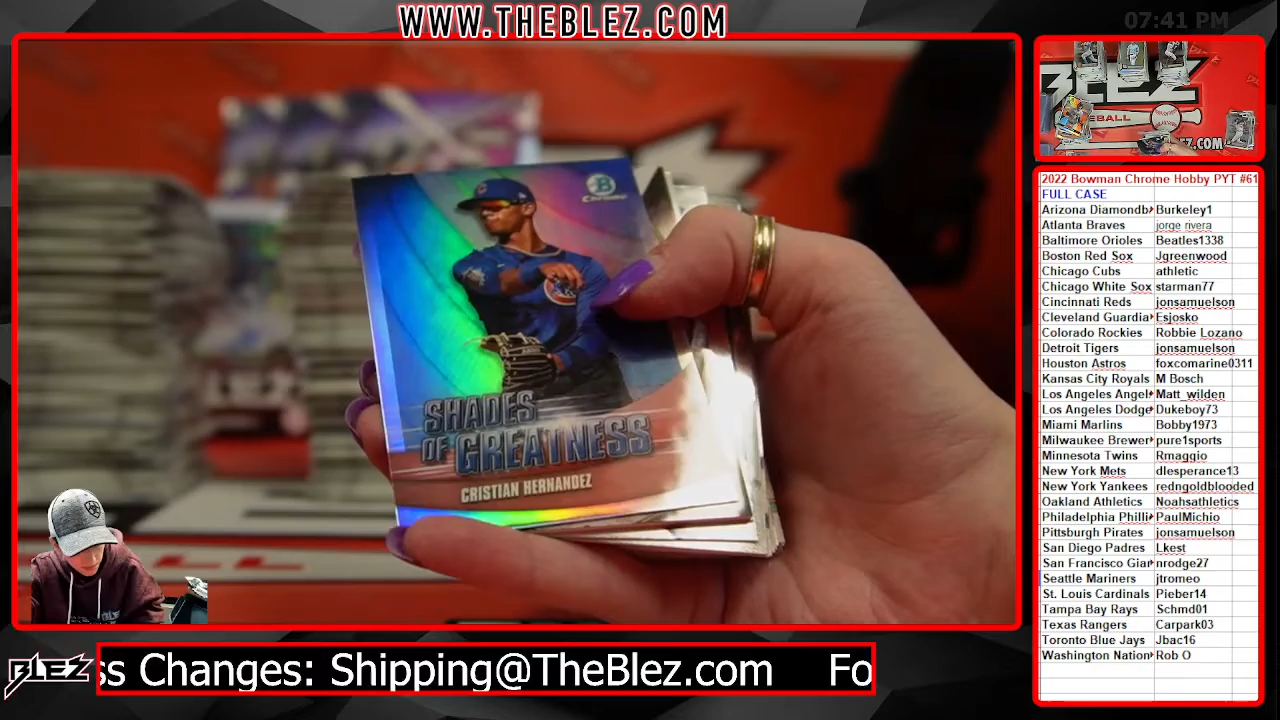 WWW.THEBLEZ.COM
07:41 PM
Chrome
SHADES
OF GREATNESS
CRISTIAN HERNANDEZ
2022 Bowman Chrome Hobby PYT #61
FULL CASE
Arizona Diamondb Burkeley1
Atlanta Braves jorge rivera
Baltimore Orioles Beatles1338
Boston Red Sox Jgreenwood
Chicago Cubs athletic
Chicago White Sox starman77
Cincinnati Reds jonsamuelson
Cleveland Guardia Esjosko
Colorado Rockies Robbie Lozano
Detroit Tigers jonsamuelson
Houston Astros foxcomarine0311
Kansas City Royals M Bosch
Los Angeles Angel Matt_wilden
Los Angeles Dodge Dukeboy73
Miami Marlins Bobby1973
Milwaukee Brewer pure1sports
Minnesota Twins Rmaggio
New York Mets dlesperance13
New York Yankees redngoldblooded
Oakland Athletics Noahsathletics
Philadelphia Philli PaulMichio
Pittsburgh Pirates jonsamuelson
San Diego Padres Lkest
San Francisco Gian nrodge27
Seattle Mariners jtromeo
St. Louis Cardinals Pieber14
Tampa Bay Rays Schmd01
Texas Rangers Carpark03
Toronto Blue Jays Jbac16
Washington Nation Rob O
BLEZ
ss Changes: Shipping@TheBlez.com Fo